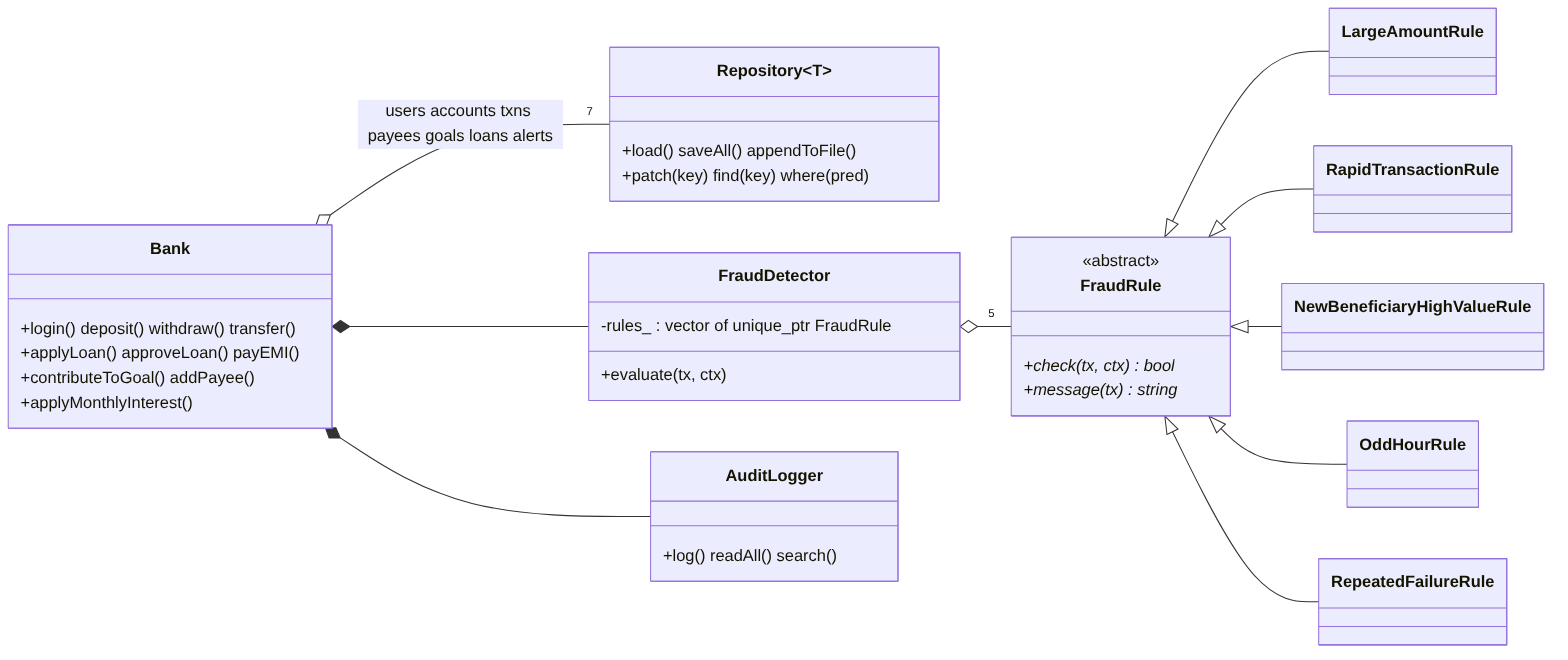 Bank
+login() deposit() withdraw() transfer()
+applyLoan() approveLoan() payEMI()
+contributeToGoal() addPayee()
+applyMonthlyInterest()
users accounts txns
payees goals loans alerts
7
Repository<T>
+load() saveAll() appendToFile()
+patch(key) find(key) where(pred)
FraudDetector
-rules_ : vector of unique_ptr FraudRule
+evaluate(tx, ctx)
AuditLogger
+log() readAll() search()
5
«abstract»
FraudRule
+check(tx, ctx) : bool
+message(tx) : string
LargeAmountRule
RapidTransactionRule
NewBeneficiaryHighValueRule
OddHourRule
RepeatedFailureRule